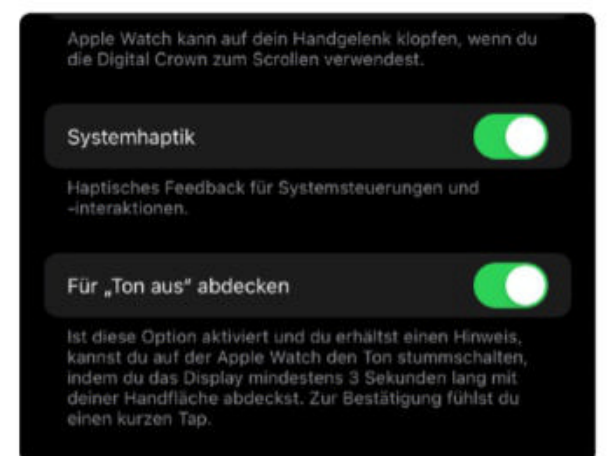 Apple Watch kann auf dein Handgelenk klopfen, wenn du
die Digital Crown zum Scrollen verwendest.
Systemhaptik
Haptisches Feedback für Systemsteuerungen und
-interaktionen.
Für „Ton aus" abdecken
Ist diese Option aktiviert und du erhältst einen Hinweis,
kannst du auf der Apple Watch den Ton stummschalten,
indem du das Display mindestens 3 Sekunden lang mit
deiner Handfläche abdeckst. Zur Bestätigung fühlst du
einen kurzen Tap.